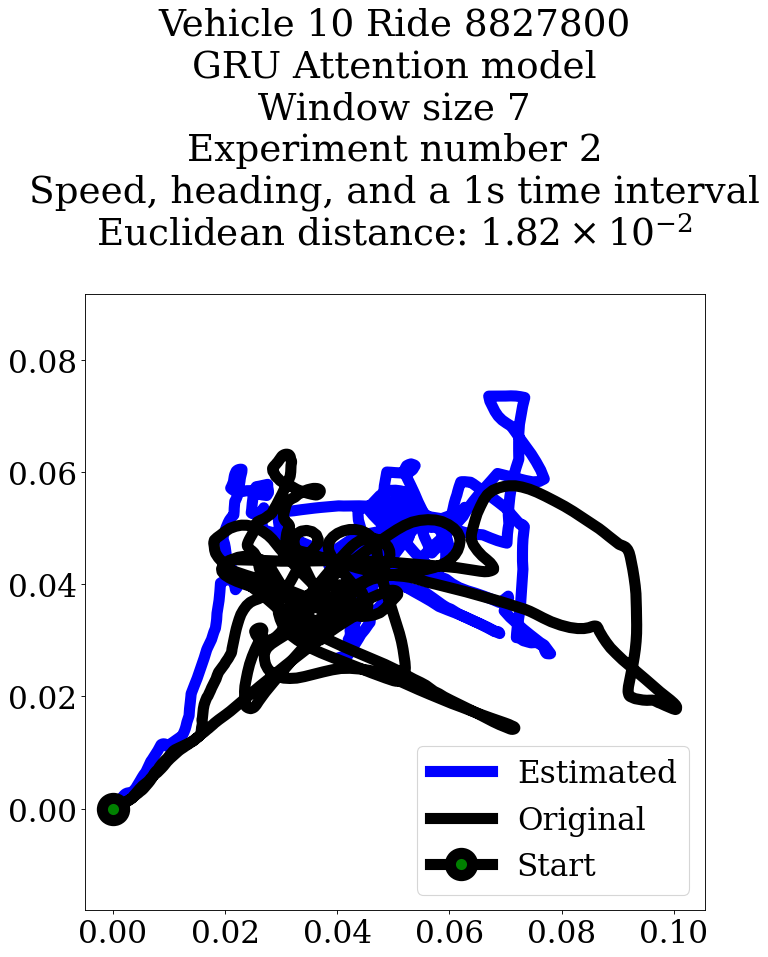 Vehicle 10 Ride 8827800
GRU Attention model
Window size 7
Experiment number 2
Speed, heading, and a 1s time interval
Euclidean distance: 1.82 × 10⁻²
0.08
0.06
0.04
0.02
0.00
Estimated
Original
Start
0.00 0.02 0.04 0.06 0.08 0.10